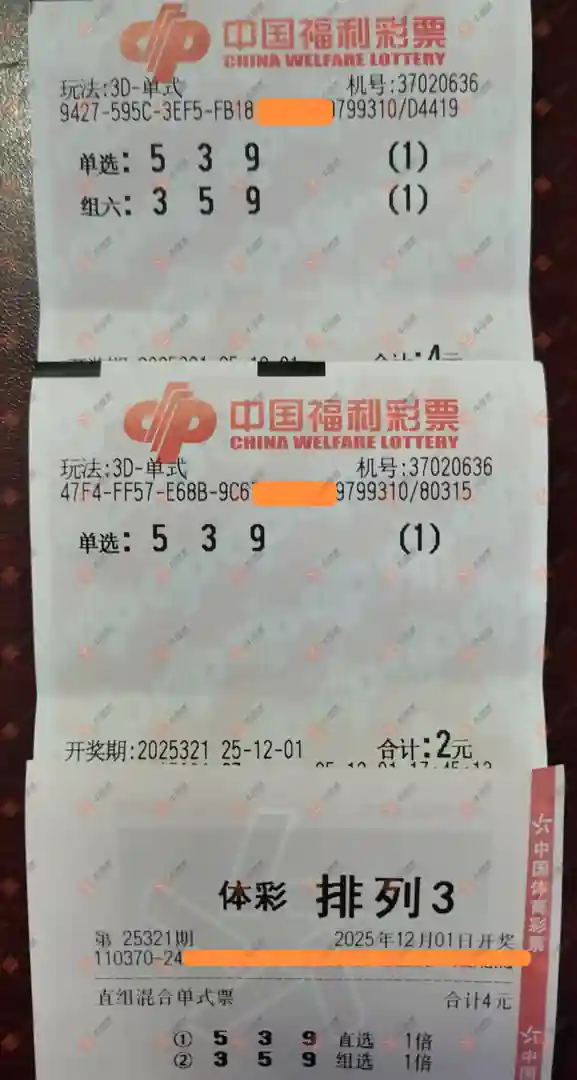 中国福利彩票
CHINA WELFARE LOTTERY
玩法:3D-单式 机号:37020636
9427-595C-3EF5-FB18 799310/D4419
单选: 5 3 9 (1)
组六: 3 5 9 (1)
中国福利彩票
CHINA WELFARE LOTTERY
玩法:3D-单式 机号:37020636
47F4-FF57-E68B-9C6 9799310/80315
单选: 5 3 9 (1)
开奖期:2025321 25-12-01 合计:2元
体彩 排列3
第 25321期 2025年12月01日开奖
110370-24
直组混合单式票 合计4元
① 5 3 9 直选 1倍
② 3 5 9 组选 1倍
中国体育彩票
中国